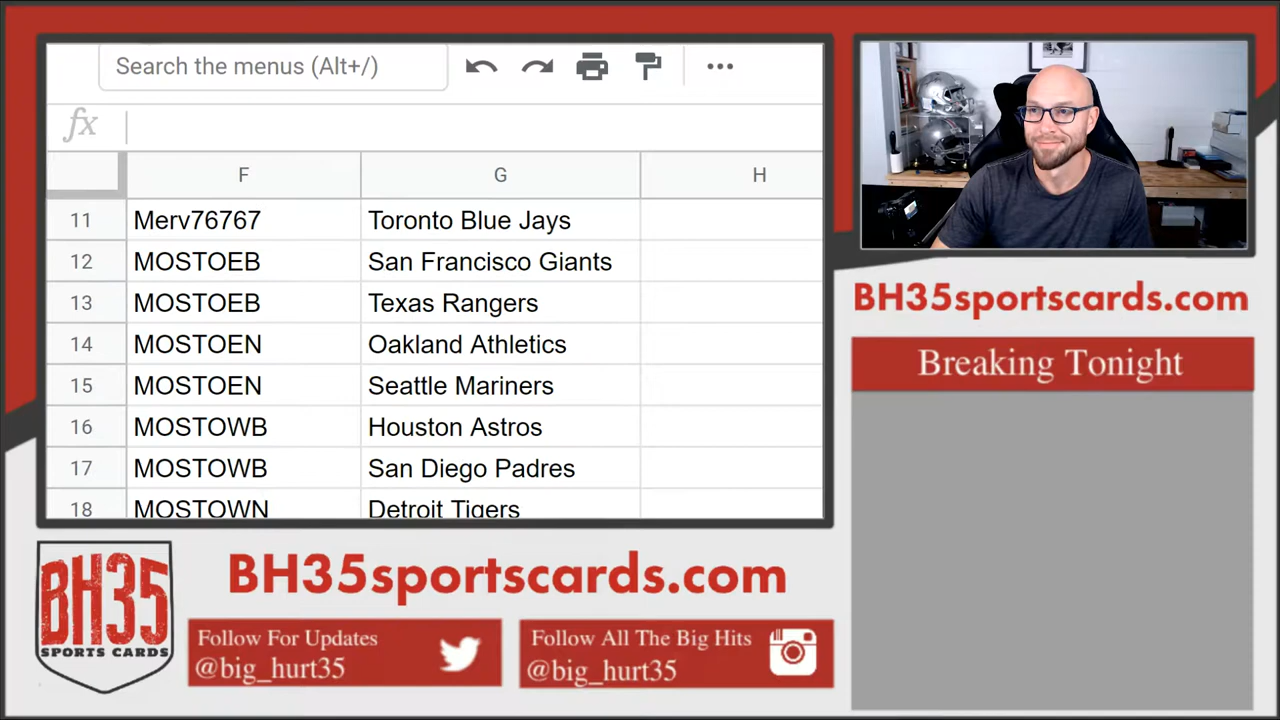 Search the menus (Alt+/)
fx
F G H
11 Merv76767 Toronto Blue Jays
12 MOSTOEB San Francisco Giants
13 MOSTOEB Texas Rangers
14 MOSTOEN Oakland Athletics
15 MOSTOEN Seattle Mariners
16 MOSTOWB Houston Astros
17 MOSTOWB San Diego Padres
18 MOSTOWN Detroit Tigers
BH35sportscards.com
Breaking Tonight
BH35
SPORTS CARDS
BH35sportscards.com
Follow For Updates
@big_hurt35
Follow All The Big Hits
@big_hurt35